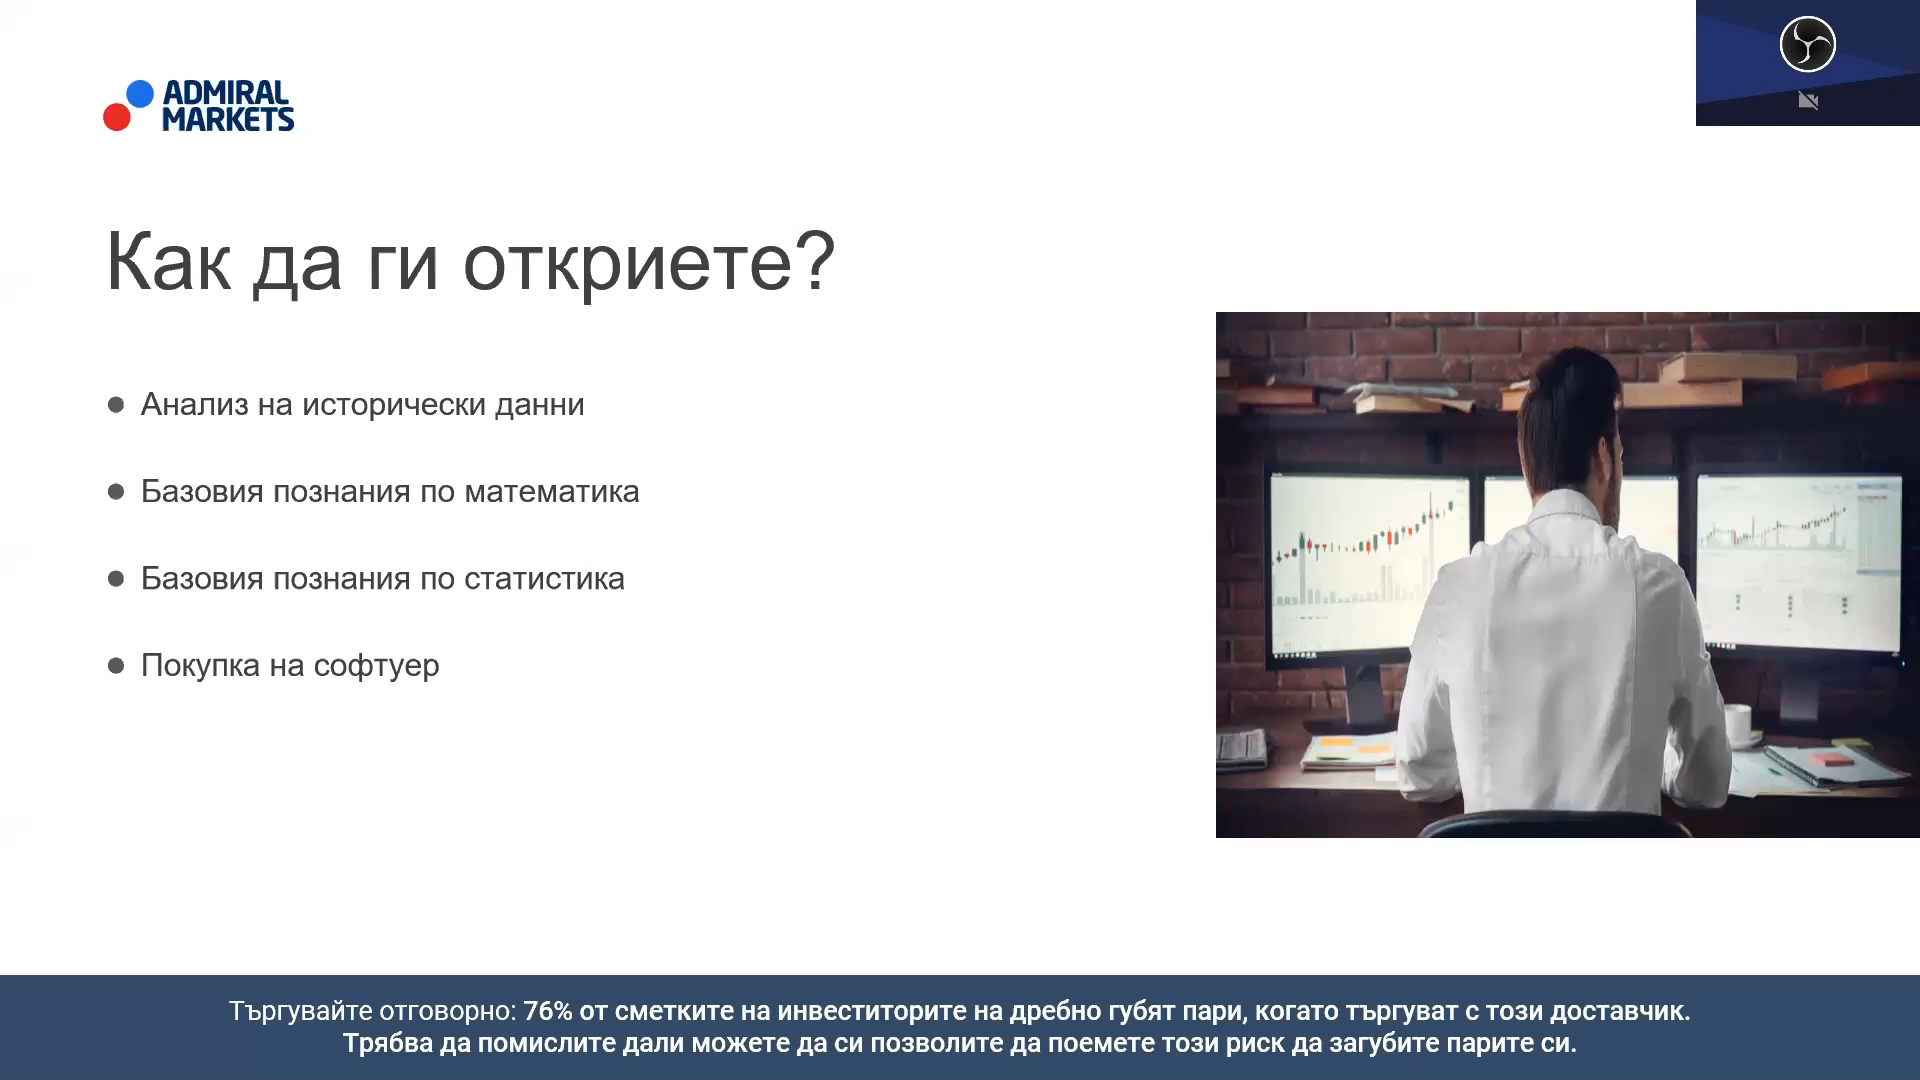 ADMIRAL
MARKETS
Как да ги откриете?
Анализ на исторически данни
Базовия познания по математика
Базовия познания по статистика
Покупка на софтуер
Търгувайте отговорно: 76% от сметките на инвеститорите на дребно губят пари, когато търгуват с този доставчик.
Трябва да помислите дали можете да си позволите да поемете този риск да загубите парите си.